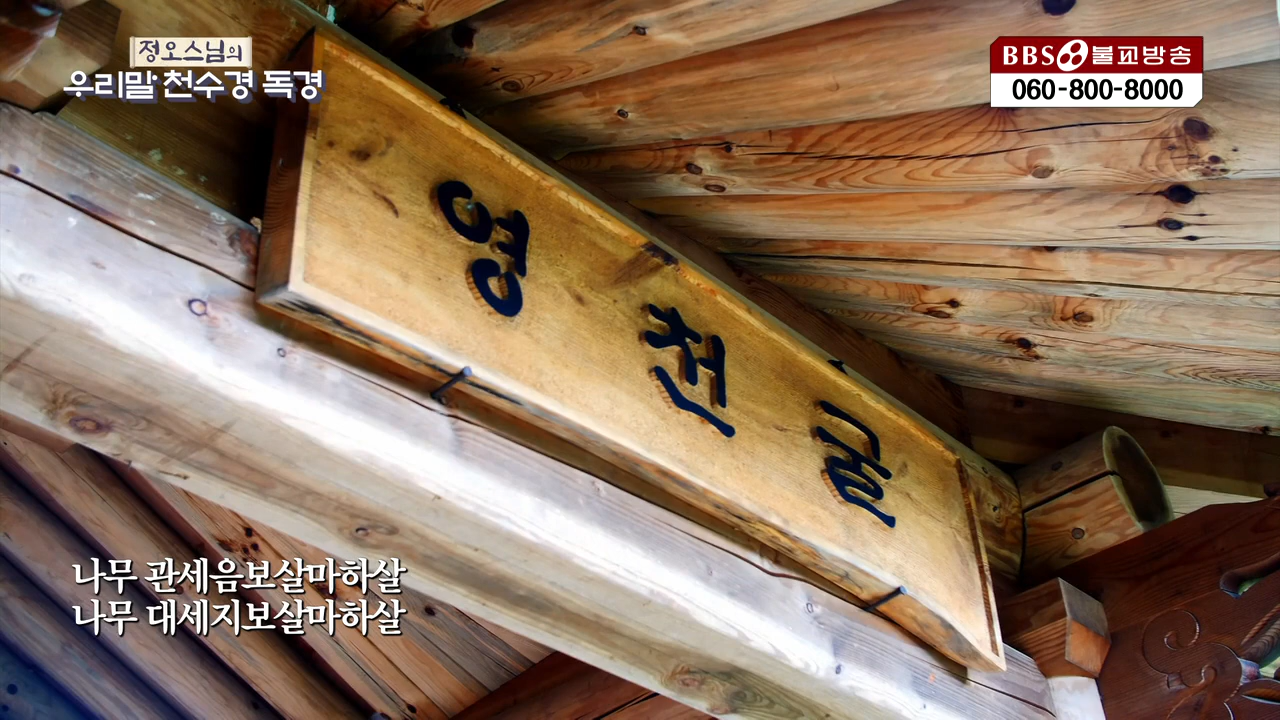 정오스님의
우리말 천수경 독경
BBS 불교방송
060-800-8000
영천굴
나무 관세음보살마하살
나무 대세지보살마하살